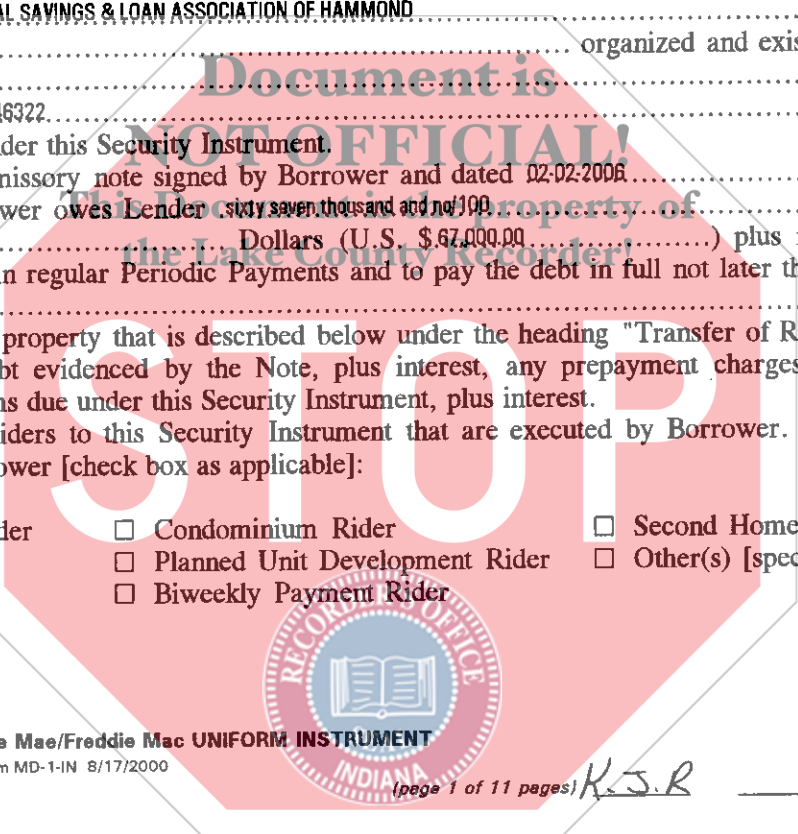 AL SAVINGS & LOAN ASSOCIATION OF HAMMOND
organized and exis
Document is
46322
NOT OFFICIAL!
der this Security Instrument.
nissory note signed by Borrower and dated 02-02-2006
This Document is the property of
wer owes Lender sixty seven thousand and no/100
Dollars (U.S. $.67,000.00 ) plus
the Lake County Recorder!
n regular Periodic Payments and to pay the debt in full not later th
property that is described below under the heading "Transfer of R
bt evidenced by the Note, plus interest, any prepayment charges
ns due under this Security Instrument, plus interest.
STOP
iders to this Security Instrument that are executed by Borrower.
ower [check box as applicable]:
der ☐ Condominium Rider ☐ Second Home
☐ Planned Unit Development Rider ☐ Other(s) [spec
☐ Biweekly Payment Rider
RECORDER'S OFFICE
e Mae/Freddie Mac UNIFORM INSTRUMENT
m MD-1-IN 8/17/2000
INDIANA
(page 1 of 11 pages) K.J.R